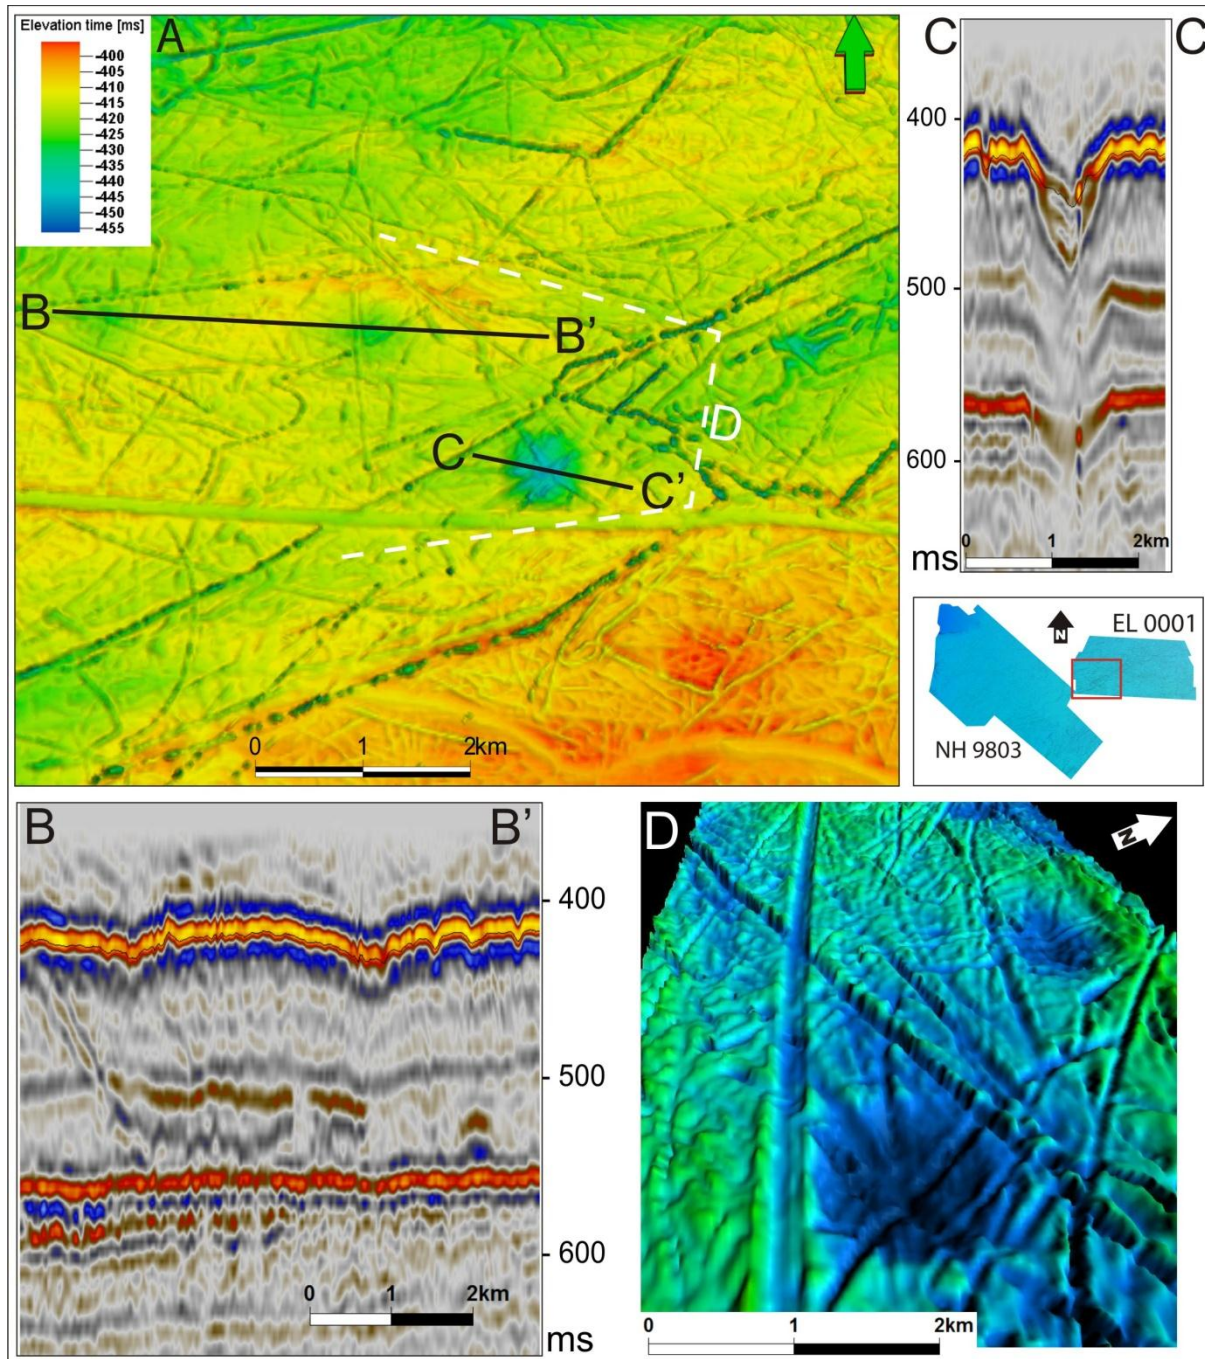 Elevation time [ms]
A
-400
-405
-410
-415
-420
-425
-430
-435
-440
-445
-450
-455
B
B'
D
C
C'
0 1 2km
C C
400
500
600
0 1 2km
ms
N
EL 0001
NH 9803
B B'
400
500
600
0 1 2km
ms
D
N
0 1 2km